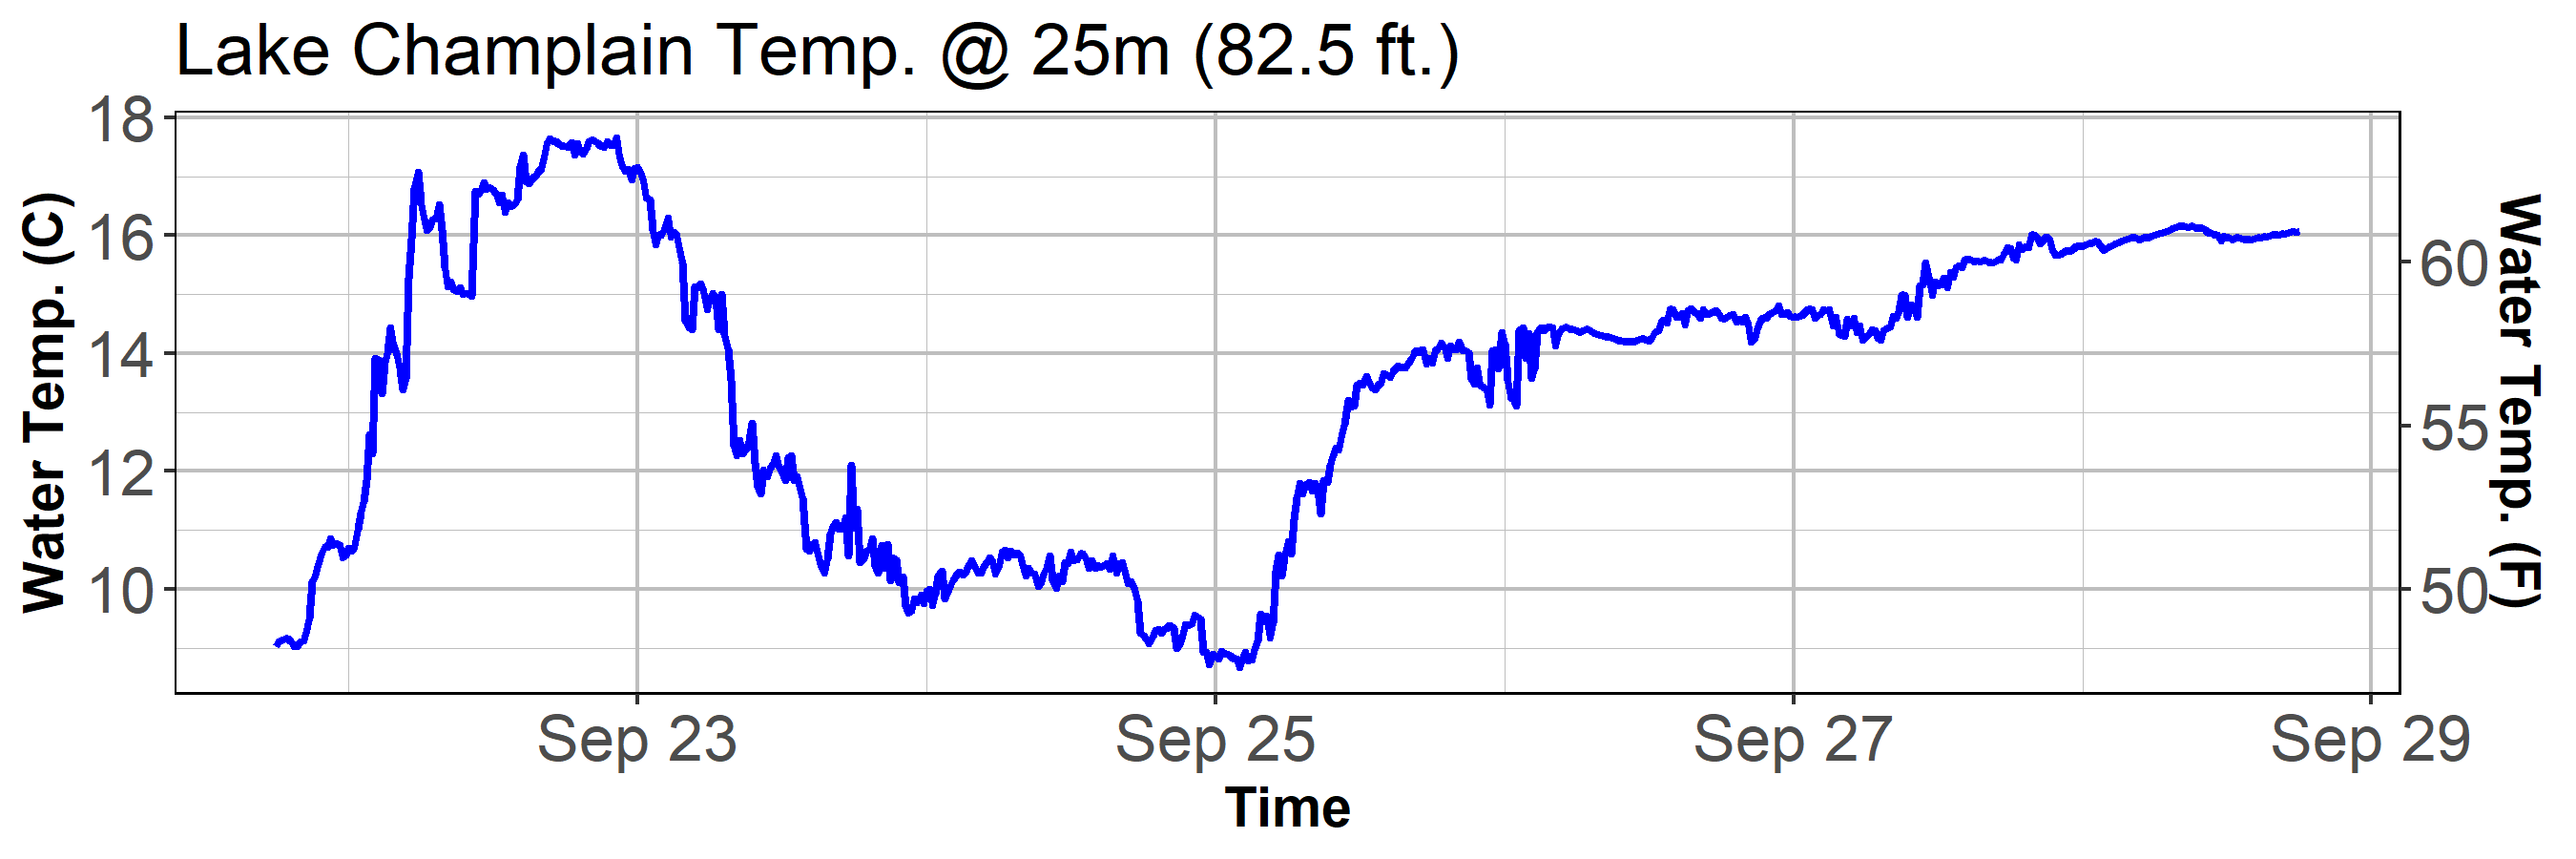 Lake Champlain Temp. @ 25m (82.5 ft.)
Water Temp. (C)
18
16
14
12
10
60
55
50
Water Temp. (F)
Sep 23
Sep 25
Sep 27
Sep 29
Time